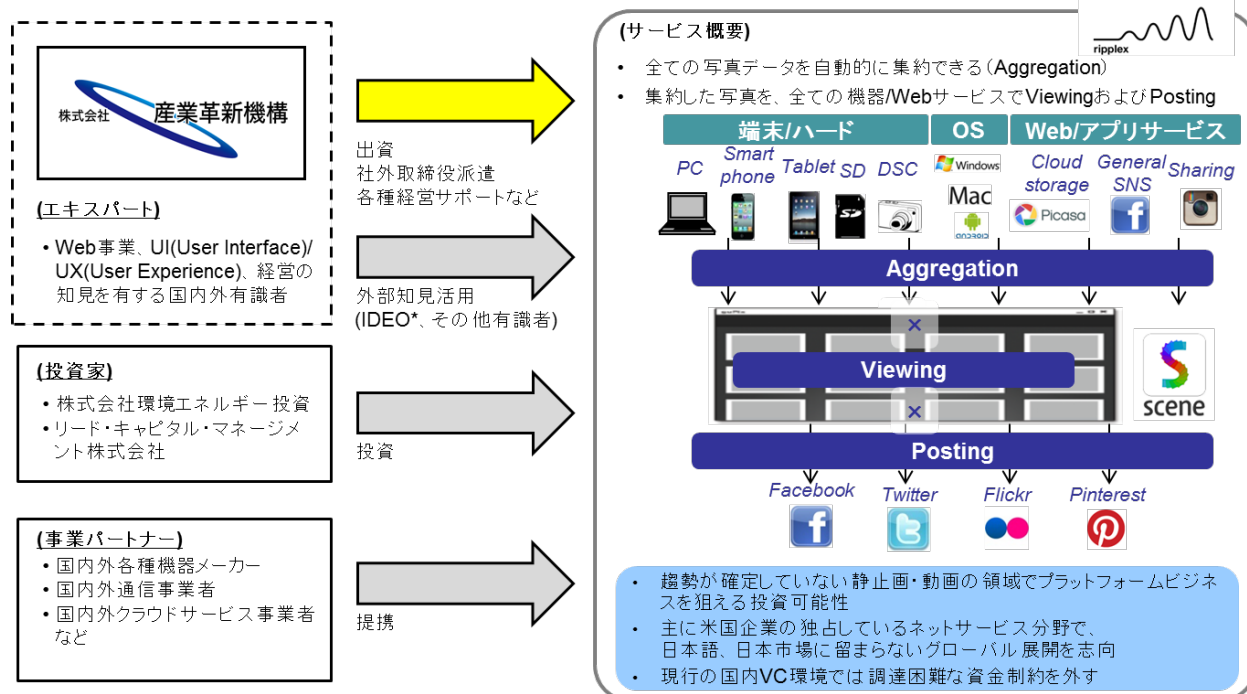 株式会社 産業革新機構
(エキスパート)
• Web事業、UI(User Interface)/
UX(User Experience)、経営の
知見を有する国内外有識者
(投資家)
• 株式会社環境エネルギー投資
• リード・キャピタル・マネージメ
ント株式会社
(事業パートナー)
• 国内外各種機器メーカー
• 国内外通信事業者
• 国内外クラウドサービス事業者
など
出資
社外取締役派遣
各種経営サポートなど
外部知見活用
(IDEO*、その他有識者)
投資
提携
ripplex
(サービス概要)
• 全ての写真データを自動的に集約できる(Aggregation)
• 集約した写真を、全ての機器/WebサービスでViewingおよびPosting
端末/ハード OS Web/アプリサービス
PC Smart phone Tablet SD DSC Windows Cloud storage General SNS Sharing
Mac
Picasa
ANDROID
Aggregation
×
Viewing
×
scene
Posting
Facebook Twitter Flickr Pinterest
• 趨勢が確定していない静止画・動画の領域でプラットフォームビジネ
スを狙える投資可能性
• 主に米国企業の独占しているネットサービス分野で、
日本語、日本市場に留まらないグローバル展開を志向
• 現行の国内VC環境では調達困難な資金制約を外す